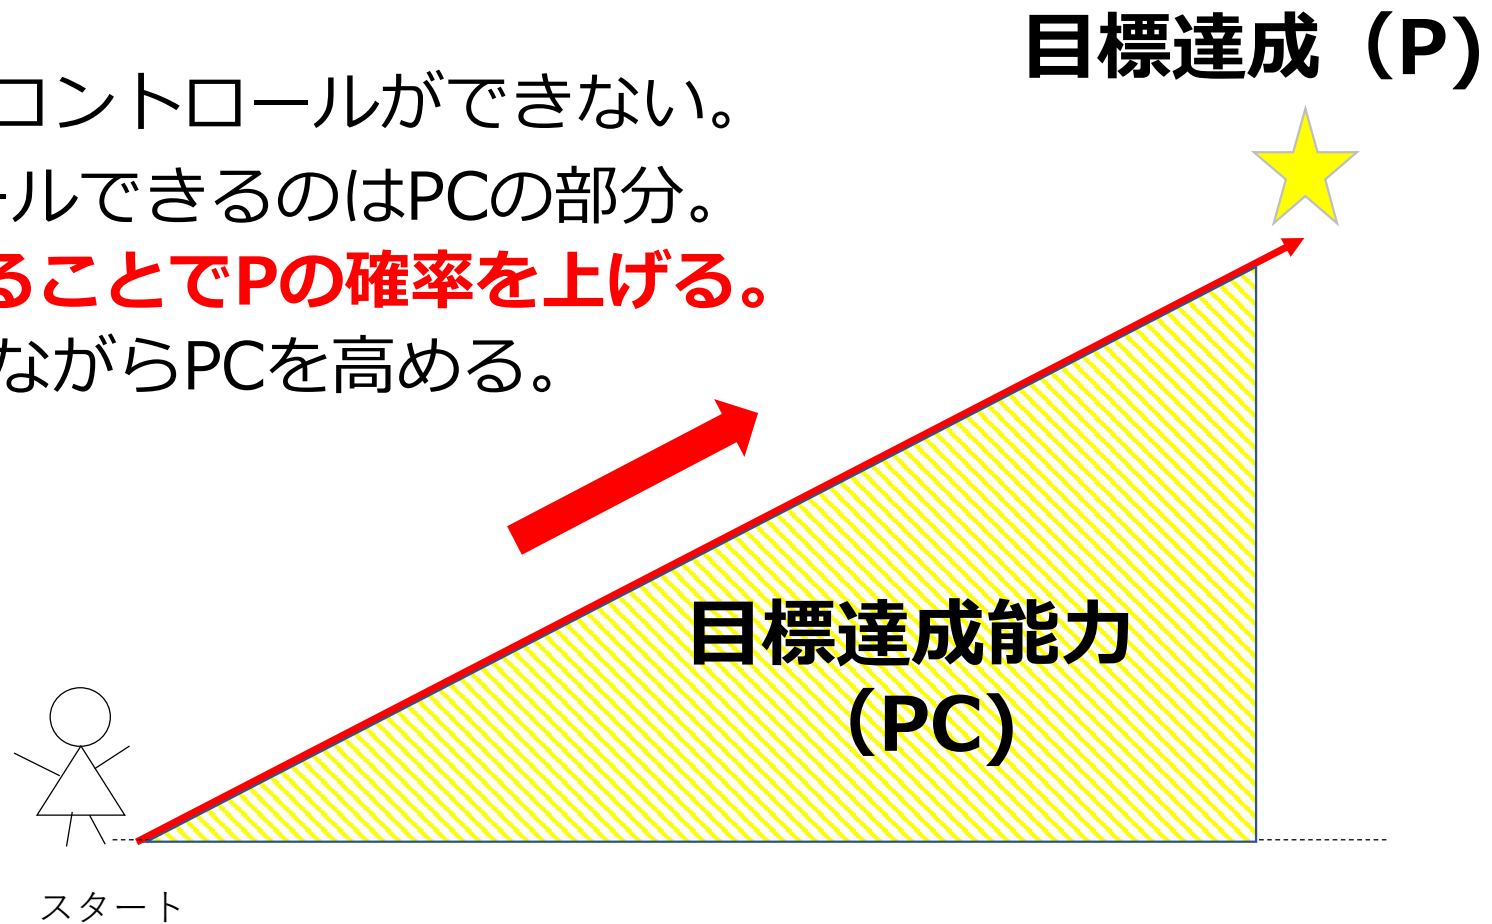 目標達成（P)
コントロールができない。
ールできるのはPCの部分。
ることでPの確率を上げる。
ながらPCを高める。
目標達成能力
（PC)
スタート